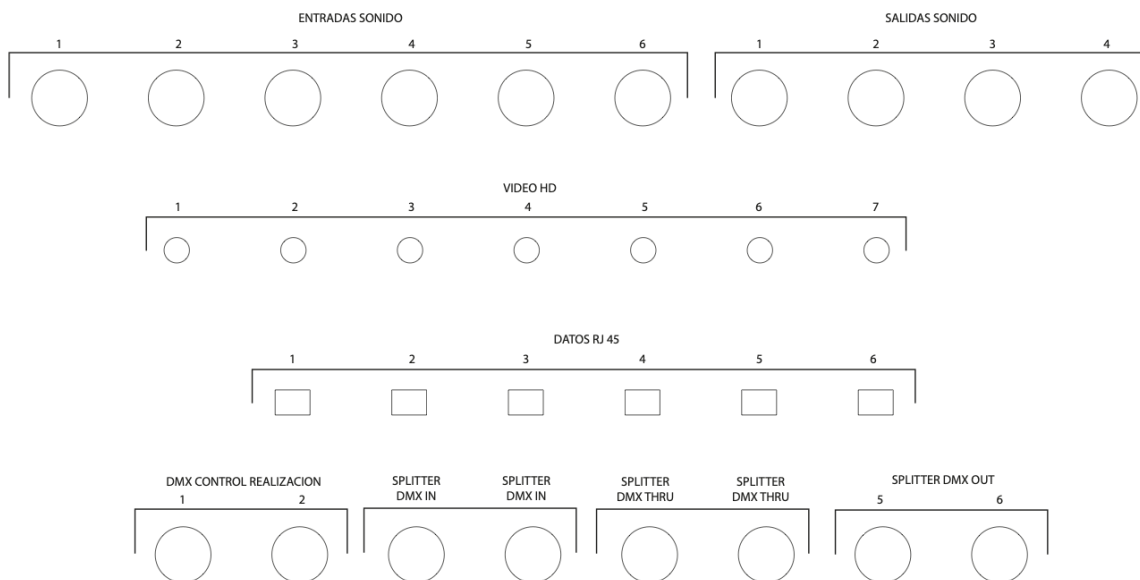 ENTRADAS SONIDO
SALIDAS SONIDO
1 2 3 4 5 6
1 2 3 4
VIDEO HD
1 2 3 4 5 6 7
DATOS RJ 45
1 2 3 4 5 6
DMX CONTROL REALIZACION
1 2
SPLITTER
DMX IN
SPLITTER
DMX IN
SPLITTER
DMX THRU
SPLITTER
DMX THRU
SPLITTER DMX OUT
5 6